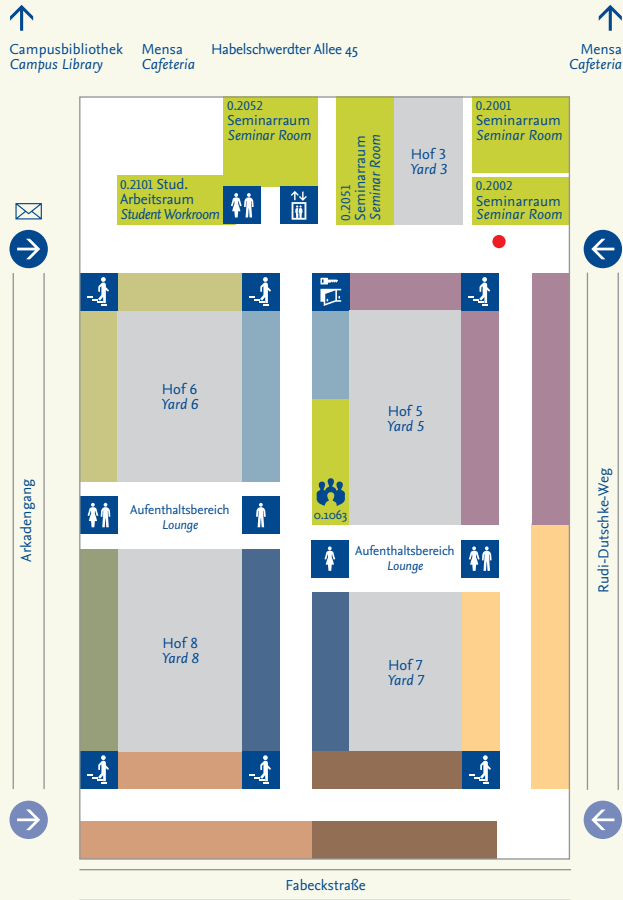 Campusbibliothek
Campus Library
Mensa
Cafeteria
Habelschwerdter Allee 45
Mensa
Cafeteria
0.2052
Seminarraum
Seminar Room
0.2051
Seminarraum
Seminar Room
Hof 3
Yard 3
0.2001
Seminarraum
Seminar Room
0.2101 Stud.
Arbeitsraum
Student Workroom
0.2002
Seminarraum
Seminar Room
Hof 6
Yard 6
Hof 5
Yard 5
0.1063
Aufenthaltsbereich
Lounge
Aufenthaltsbereich
Lounge
Arkadengang
Rudi-Dutschke-Weg
Hof 8
Yard 8
Hof 7
Yard 7
Fabeckstraße